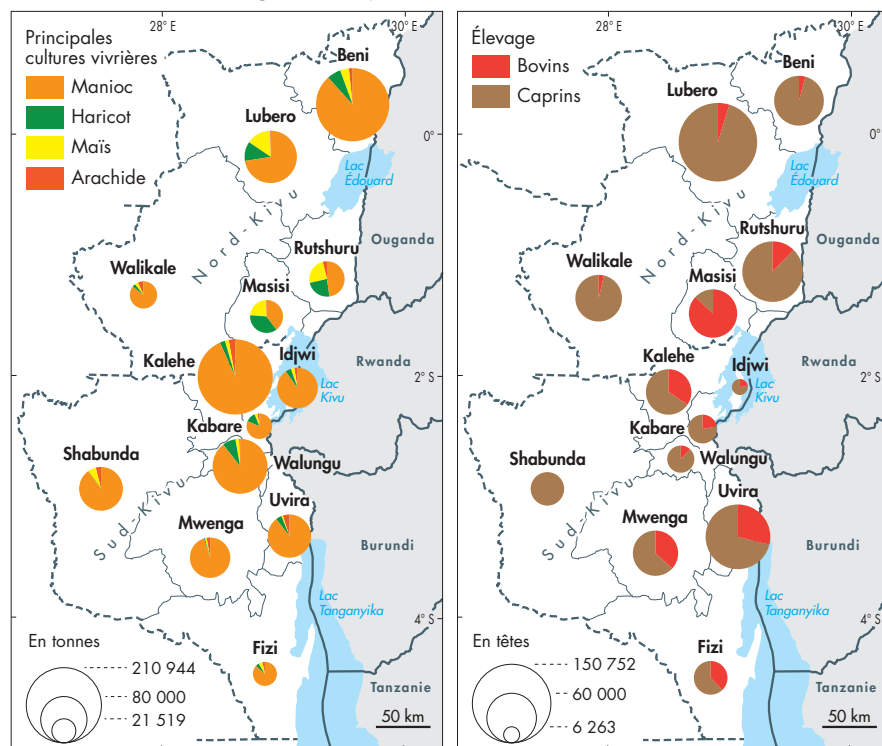 28° E
30° E
Principales
cultures vivrières
Manioc
Haricot
Maïs
Arachide
Beni
Lubero
0°
Lac
Édouard
Nord-Kivu
Ouganda
Rutshuru
Walikale
Masisi
Kalehe
Idjwi
Rwanda
Lac
Kivu
2° S
Kabare
Shabunda
Walungu
Sud-Kivu
Uvira
Mwenga
Burundi
Lac
Tanganyika
4° S
En tonnes
210 944
80 000
21 519
Fizi
Tanzanie
50 km
28° E
30° E
Élevage
Bovins
Caprins
Beni
Lubero
0°
Lac
Édouard
Nord-Kivu
Rutshuru
Ouganda
Walikale
Masisi
Kalehe
Idjwi
Rwanda
Lac
Kivu
2° S
Kabare
Shabunda
Walungu
Sud-Kivu
Uvira
Mwenga
Burundi
Lac
Tanganyika
4° S
En têtes
150 752
60 000
6 263
Fizi
Tanzanie
50 km